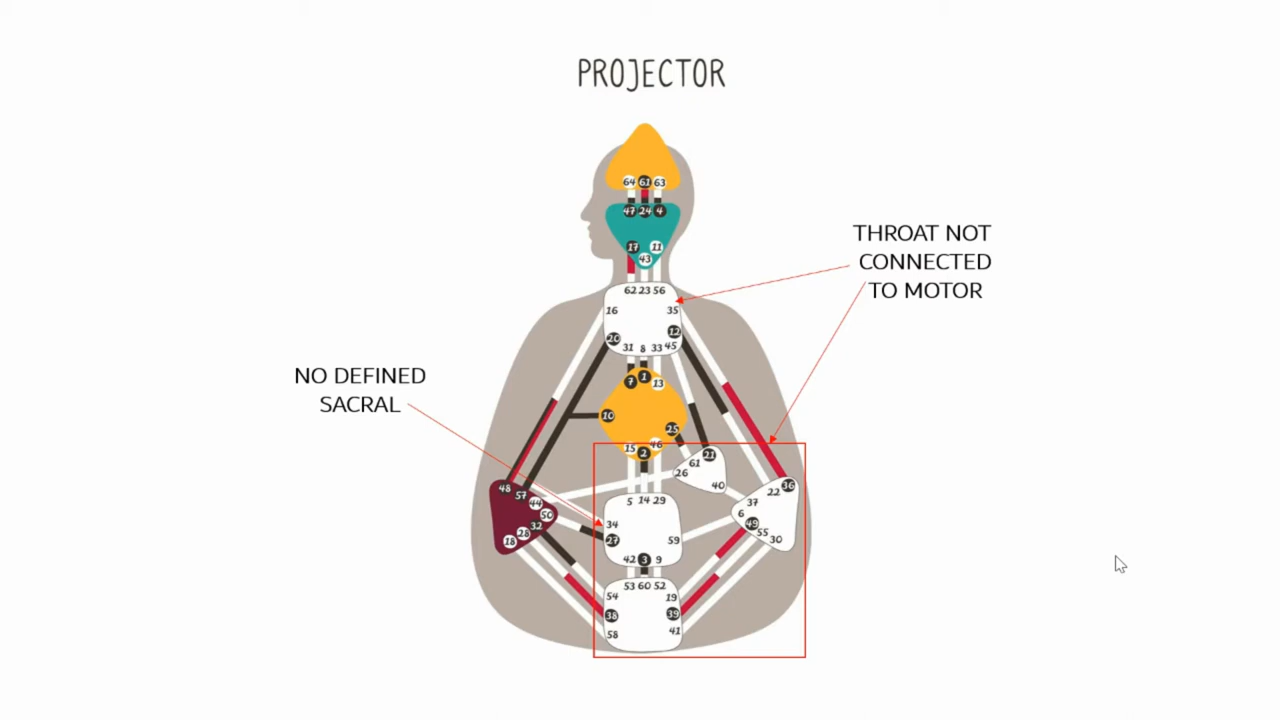 PROJECTOR
64 61 63
47 24 4
17 11
43
THROAT NOT
CONNECTED
TO MOTOR
62 23 56
16 35
20 12
31 8 33 45
NO DEFINED
SACRAL
7 1 13
10
25
15 2 46
61 21
26
40
48 57 44
50
32
28
18
5 14 29
34
27 59
42 3 9
36
22
37
6 49
55
30
53 60 52
54 19
38 39
58 41